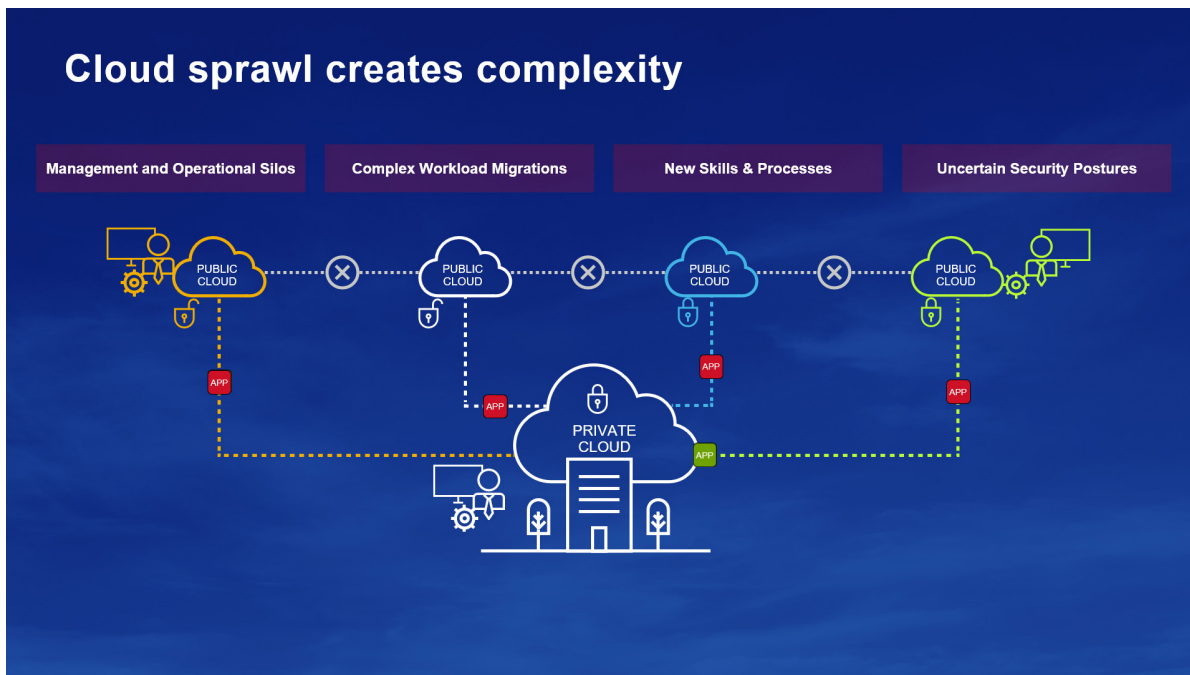 Cloud sprawl creates complexity
Management and Operational Silos
Complex Workload Migrations
New Skills & Processes
Uncertain Security Postures
PUBLIC
CLOUD
PUBLIC
CLOUD
PUBLIC
CLOUD
PUBLIC
CLOUD
APP
APP
APP
APP
PRIVATE
CLOUD
APP